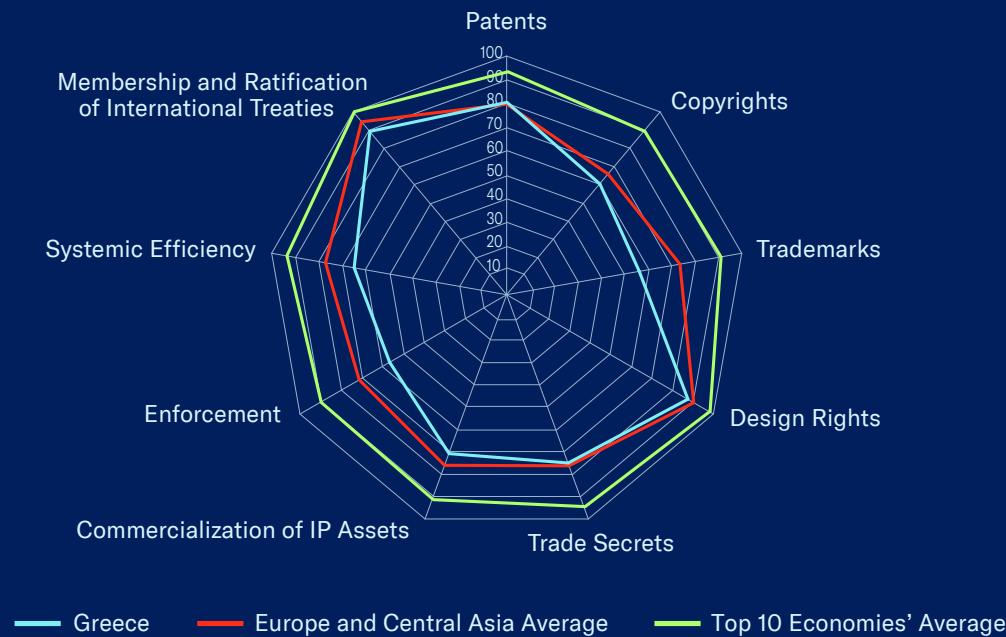 Patents
100
90
80
70
60
50
40
30
20
10
Membership and Ratification
of International Treaties
Copyrights
Systemic Efficiency
Trademarks
Enforcement
Design Rights
Commercialization of IP Assets
Trade Secrets
Greece
Europe and Central Asia Average
Top 10 Economies’ Average